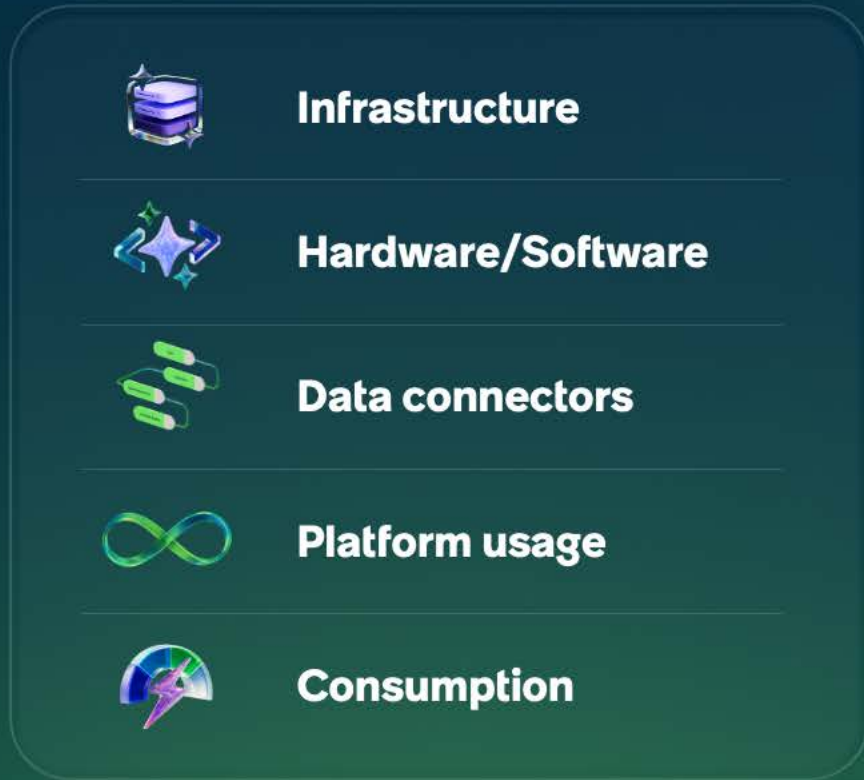 Infrastructure
Hardware/Software
Data connectors
Platform usage
Consumption